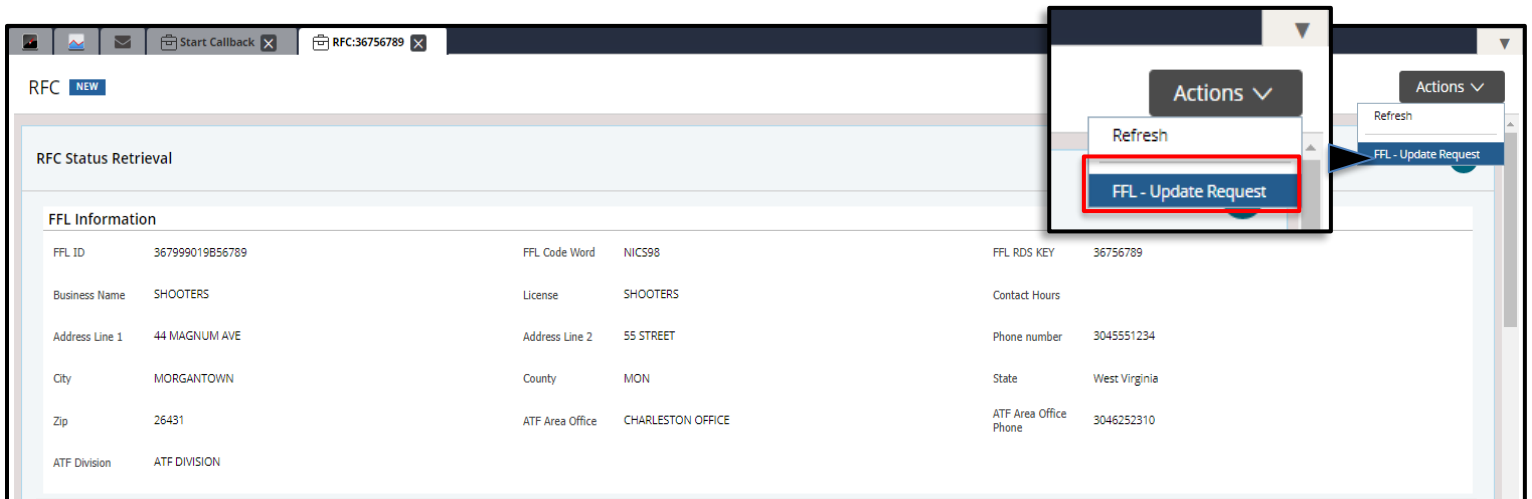 Start Callback
RFC:36756789
RFC NEW
Actions
Refresh
FFL - Update Request
Actions
Refresh
FFL - Update Request
RFC Status Retrieval
FFL Information
FFL ID 367999019B56789 FFL Code Word NICS98 FFL RDS KEY 36756789
Business Name SHOOTERS License SHOOTERS Contact Hours
Address Line 1 44 MAGNUM AVE Address Line 2 55 STREET Phone number 3045551234
City MORGANTOWN County MON State West Virginia
Zip 26431 ATF Area Office CHARLESTON OFFICE ATF Area Office
Phone 3046252310
ATF Division ATF DIVISION